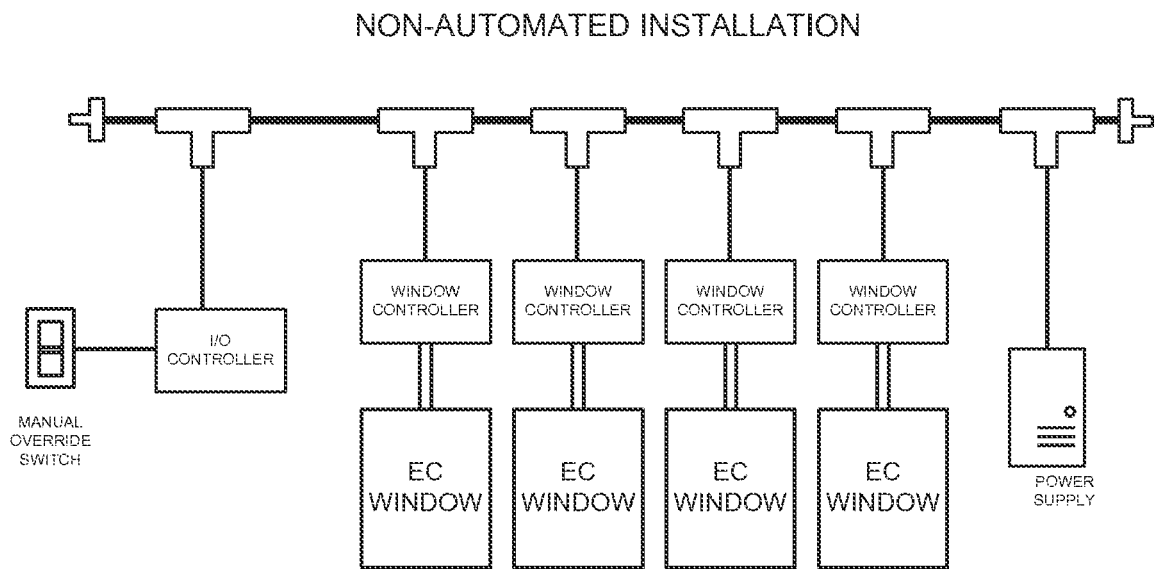 NON-AUTOMATED INSTALLATION
WINDOW
CONTROLLER
WINDOW
CONTROLLER
WINDOW
CONTROLLER
WINDOW
CONTROLLER
I/O
CONTROLLER
MANUAL
OVERRIDE
SWITCH
EC
WINDOW
EC
WINDOW
EC
WINDOW
EC
WINDOW
POWER
SUPPLY